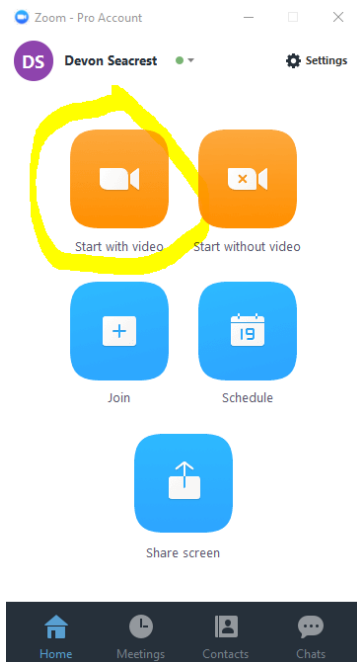 Zoom - Pro Account
DS
Devon Seacrest
Settings
Start with video
Start without video
19
Join
Schedule
Share screen
Home
Meetings
Contacts
Chats